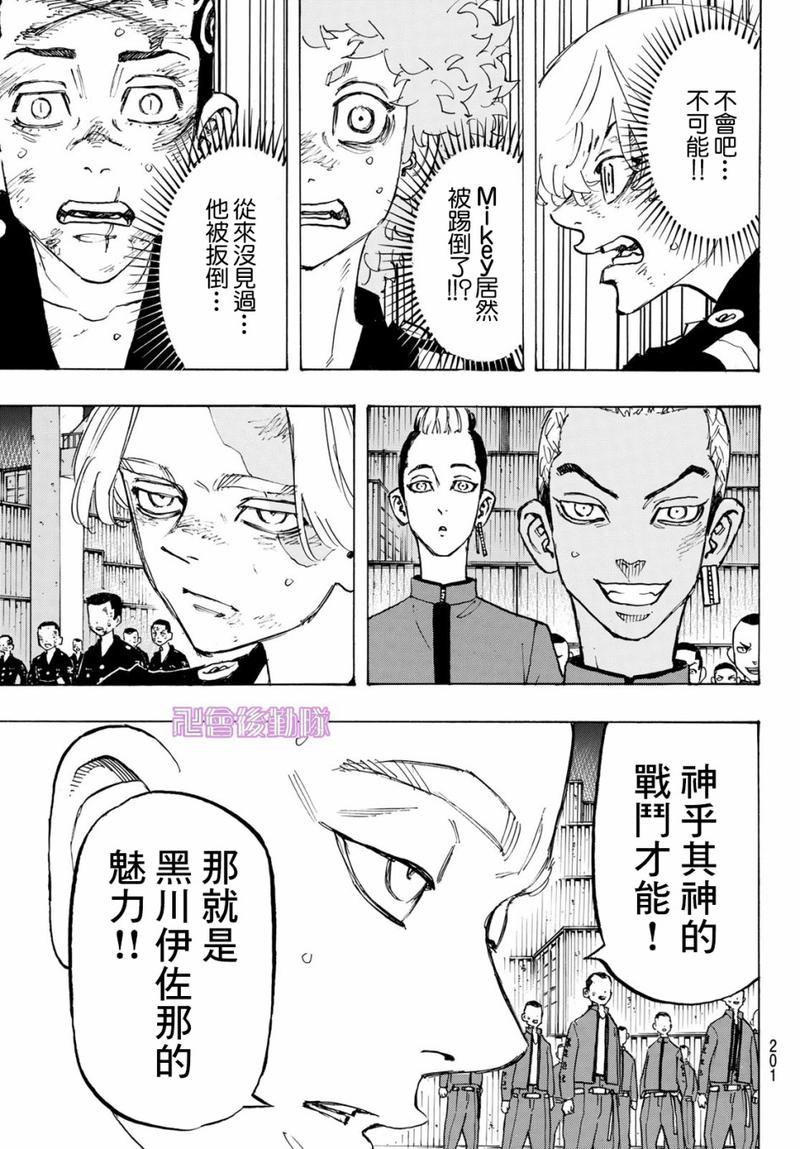 不會吧…
不可能!!
Mikey居然
被踢倒了!!?
從來沒見過…
他被扳倒…
卍會後勤隊
神乎其神的
戰鬥才能！
那就是
黑川伊佐那的
魅力!!
201